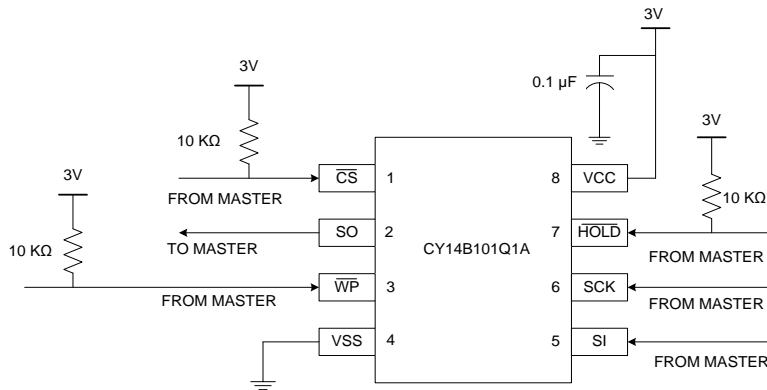 3V
3V
0.1 µF
3V
10 KΩ
3V
CS
1
8
VCC
10 KΩ
FROM MASTER
10 KΩ
SO
2
CY14B101Q1A
7
HOLD
TO MASTER
FROM MASTER
WP
3
6
SCK
FROM MASTER
FROM MASTER
VSS
4
5
SI
FROM MASTER